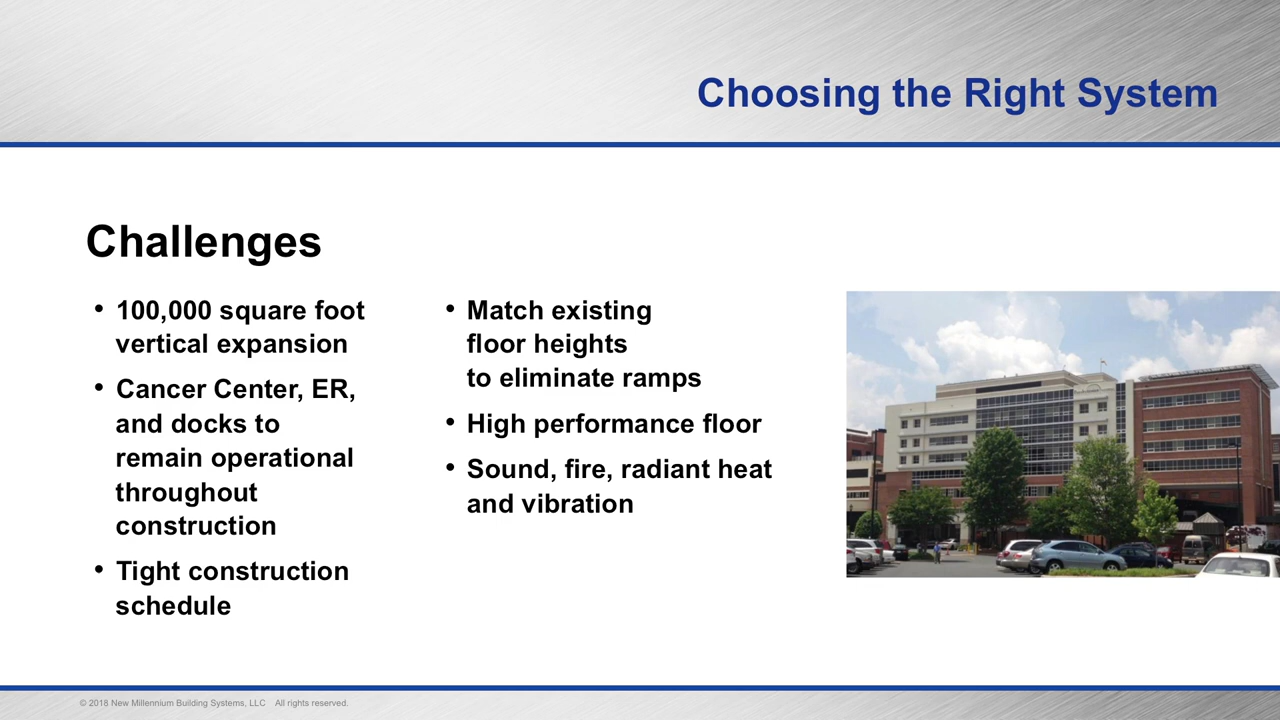 Choosing the Right System
Challenges
• 100,000 square foot
vertical expansion
• Cancer Center, ER,
and docks to
remain operational
throughout
construction
• Tight construction
schedule
• Match existing
floor heights
to eliminate ramps
• High performance floor
• Sound, fire, radiant heat
and vibration
© 2018 New Millennium Building Systems, LLC All rights reserved.